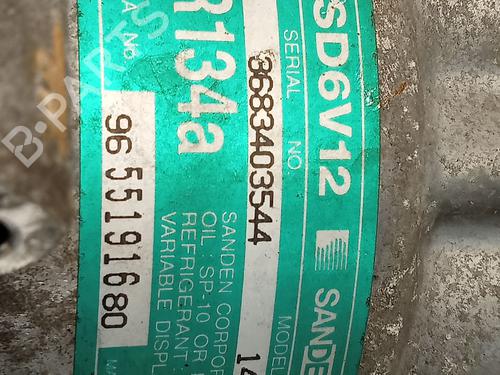 SD6V12
SANDE
SERIAL NO.
3683403544
MODEL
14
R134a
SANDEN CORPOR
OIL : SP-10 OR
REFRIGERANT :
VARIABLE DISPL
A No
96 55191680
B-PARTS